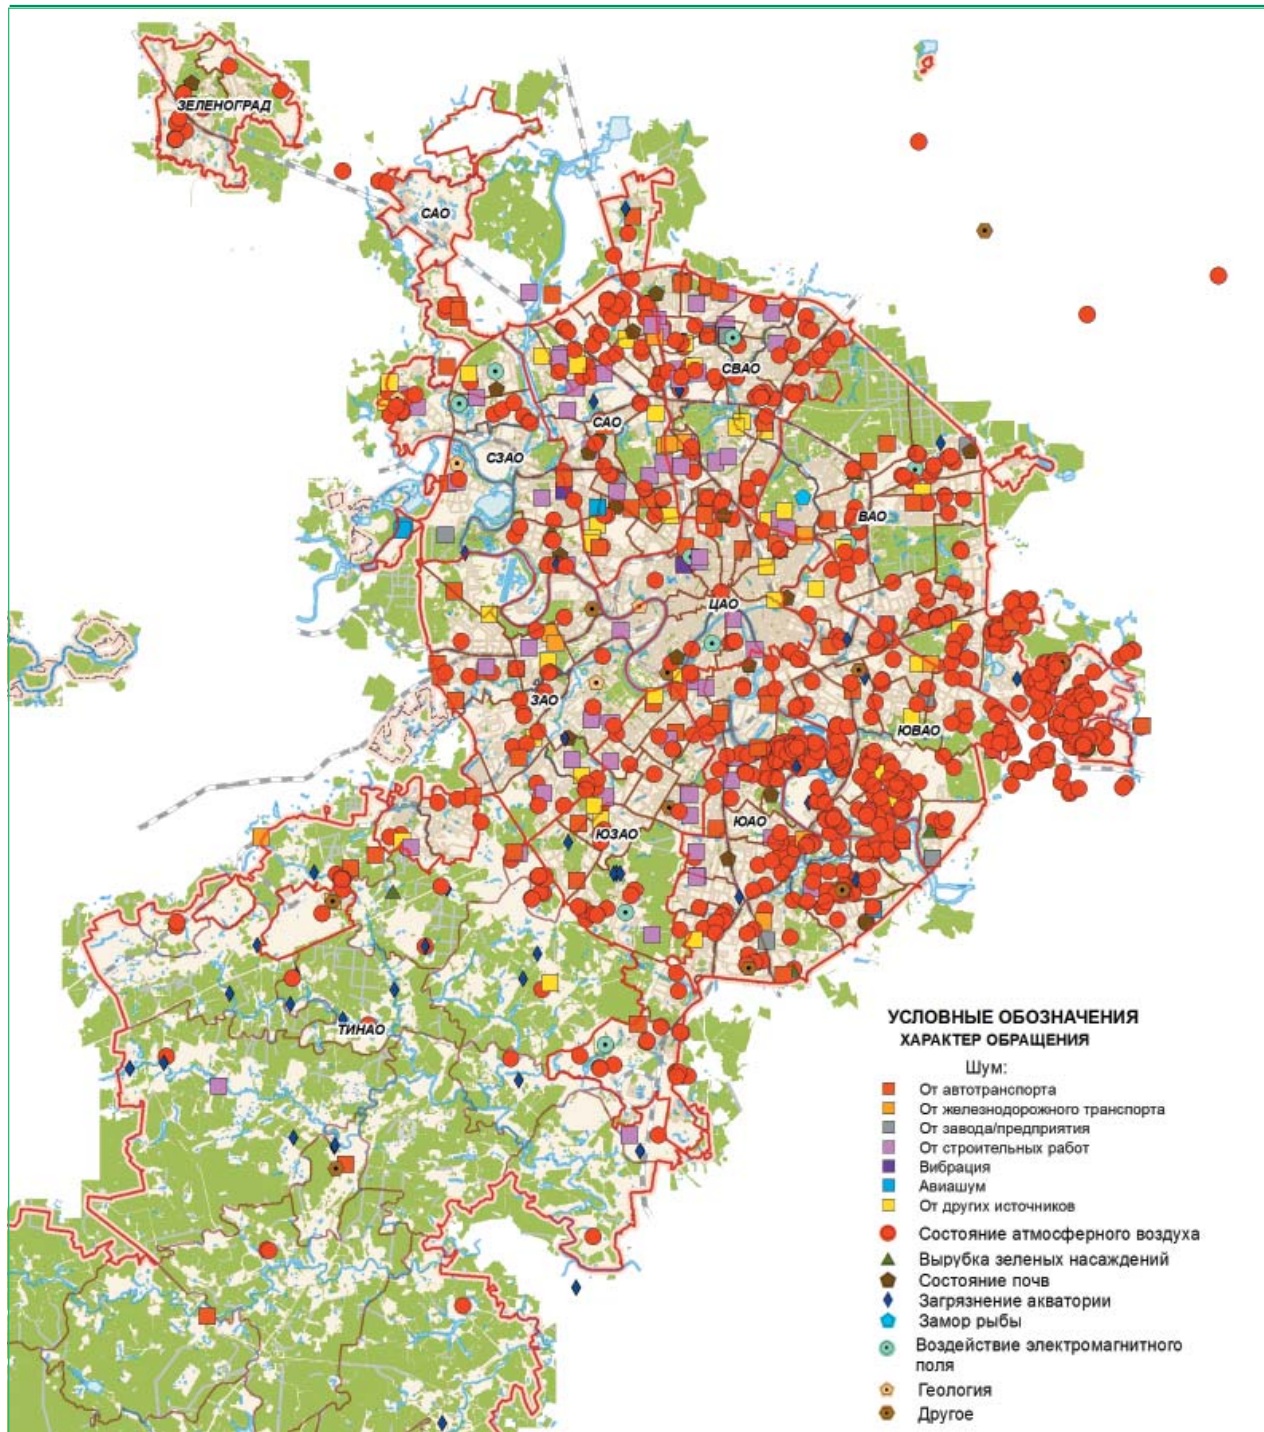 ЗЕЛЕНОГРАД
САО
СВАО
САО
СЗАО
ВАО
ЦАО
ЗАО
ЮВАО
ЮЗАО
ЮАО
ТИНАО
УСЛОВНЫЕ ОБОЗНАЧЕНИЯ
ХАРАКТЕР ОБРАЩЕНИЯ
Шум:
От автотранспорта
От железнодорожного транспорта
От завода/предприятия
От строительных работ
Вибрация
Авиашум
От других источников
Состояние атмосферного воздуха
Вырубка зеленых насаждений
Состояние почв
Загрязнение акватории
Замор рыбы
Воздействие электромагнитного
поля
Геология
Другое